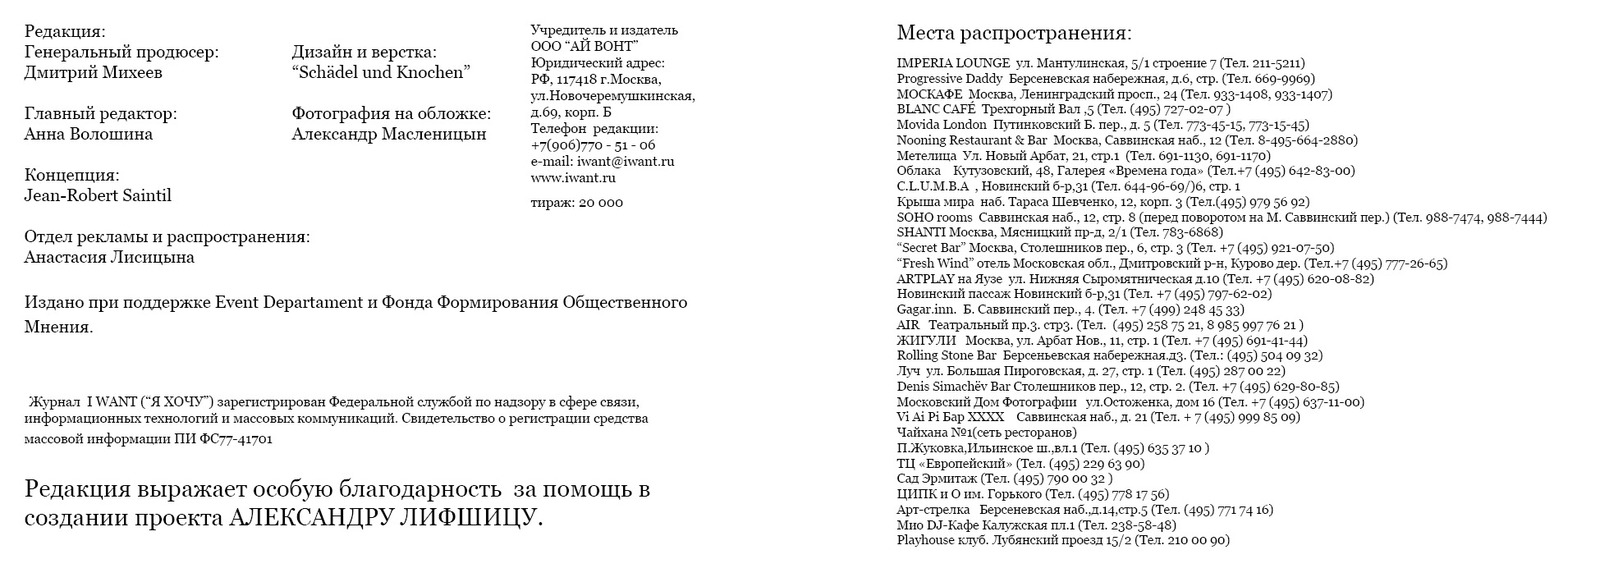 Редакция:
Генеральный продюсер:
Дмитрий Михеев
Главный редактор:
Анна Волошина
Концепция:
Jean-Robert Saintil
Отдел рекламы и распространения:
Анастасия Лисицына
Дизайн и верстка:
“Schädel und Knochen”
Фотография на обложке:
Александр Масленицын
Учредитель и издатель
ООО “АЙ ВОНТ”
Юридический адрес:
РФ, 117418 г.Москва,
ул.Новочеремушкинская,
д.69, корп. Б
Телефон редакции:
+7(906)770 - 51 - 06
e-mail: iwant@iwant.ru
www.iwant.ru
тираж: 20 000
Издано при поддержке Event Departament и Фонда Формирования Общественного
Мнения.
Журнал I WANT (“Я ХОЧУ”) зарегистрирован Федеральной службой по надзору в сфере связи,
информационных технологий и массовых коммуникаций. Свидетельство о регистрации средства
массовой информации ПИ ФС77-41701
Редакция выражает особую благодарность за помощь в
создании проекта АЛЕКСАНДРУ ЛИФШИЦУ.
Места распространения:
IMPERIA LOUNGE ул. Мантулинская, 5/1 строение 7 (Тел. 211-5211)
Progressive Daddy Берсеневская набережная, д.6, стр. (Тел. 669-9969)
МОСКАФЕ Москва, Ленинградский просп., 24 (Тел. 933-1408, 933-1407)
BLANC CAFÉ Трехгорный Вал ,5 (Тел. (495) 727-02-07 )
Movida London Путинковский Б. пер., д. 5 (Тел. 773-45-15, 773-15-45)
Nooning Restaurant & Bar Москва, Саввинская наб., 12 (Тел. 8-495-664-2880)
Метелица Ул. Новый Арбат, 21, стр.1 (Тел. 691-1130, 691-1170)
Облака Кутузовский, 48, Галерея «Времена года» (Тел.+7 (495) 642-83-00)
C.L.U.M.B.A , Новинский б-р,31 (Тел. 644-96-69/)6, стр. 1
Крыша мира наб. Тараса Шевченко, 12, корп. 3 (Тел.(495) 979 56 92)
SOHO rooms Саввинская наб., 12, стр. 8 (перед поворотом на М. Саввинский пер.) (Тел. 988-7474, 988-7444)
SHANTI Москва, Мясницкий пр-д, 2/1 (Тел. 783-6868)
“Secret Bar” Москва, Столешников пер., 6, стр. 3 (Тел. +7 (495) 921-07-50)
“Fresh Wind” отель Московская обл., Дмитровский р-н, Курово дер. (Тел.+7 (495) 777-26-65)
ARTPLAY на Яузе ул. Нижняя Сыромятническая д.10 (Тел. +7 (495) 620-08-82)
Новинский пассаж Новинский б-р,31 (Тел. +7 (495) 797-62-02)
Gagar.inn. Б. Саввинский пер., 4. (Тел. +7 (499) 248 45 33)
AIR Театральный пр.3. стр3. (Тел. (495) 258 75 21, 8 985 997 76 21 )
ЖИГУЛИ Москва, ул. Арбат Нов., 11, стр. 1 (Тел. +7 (495) 691-41-44)
Rolling Stone Bar Берсеньевская набережная.д3. (Тел.: (495) 504 09 32)
Луч ул. Большая Пироговская, д. 27, стр. 1 (Тел. (495) 287 00 22)
Denis Simachëv Bar Столешников пер., 12, стр. 2. (Тел. +7 (495) 629-80-85)
Московский Дом Фотографии ул.Остоженка, дом 16 (Тел. +7 (495) 637-11-00)
Vi Ai Pi Бар XXXX Саввинская наб., д. 21 (Тел. + 7 (495) 999 85 09)
Чайхана №1(сеть ресторанов)
П.Жуковка,Ильинское ш.,вл.1 (Тел. (495) 635 37 10 )
ТЦ «Европейский» (Тел. (495) 229 63 90)
Сад Эрмитаж (Тел. (495) 790 00 32 )
ЦИПК и О им. Горького (Тел. (495) 778 17 56)
Арт-стрелка Берсеневская наб.,д.14,стр.5 (Тел. (495) 771 74 16)
Мио DJ-Кафе Калужская пл.1 (Тел. 238-58-48)
Playhouse клуб. Лубянский проезд 15/2 (Тел. 210 00 90)